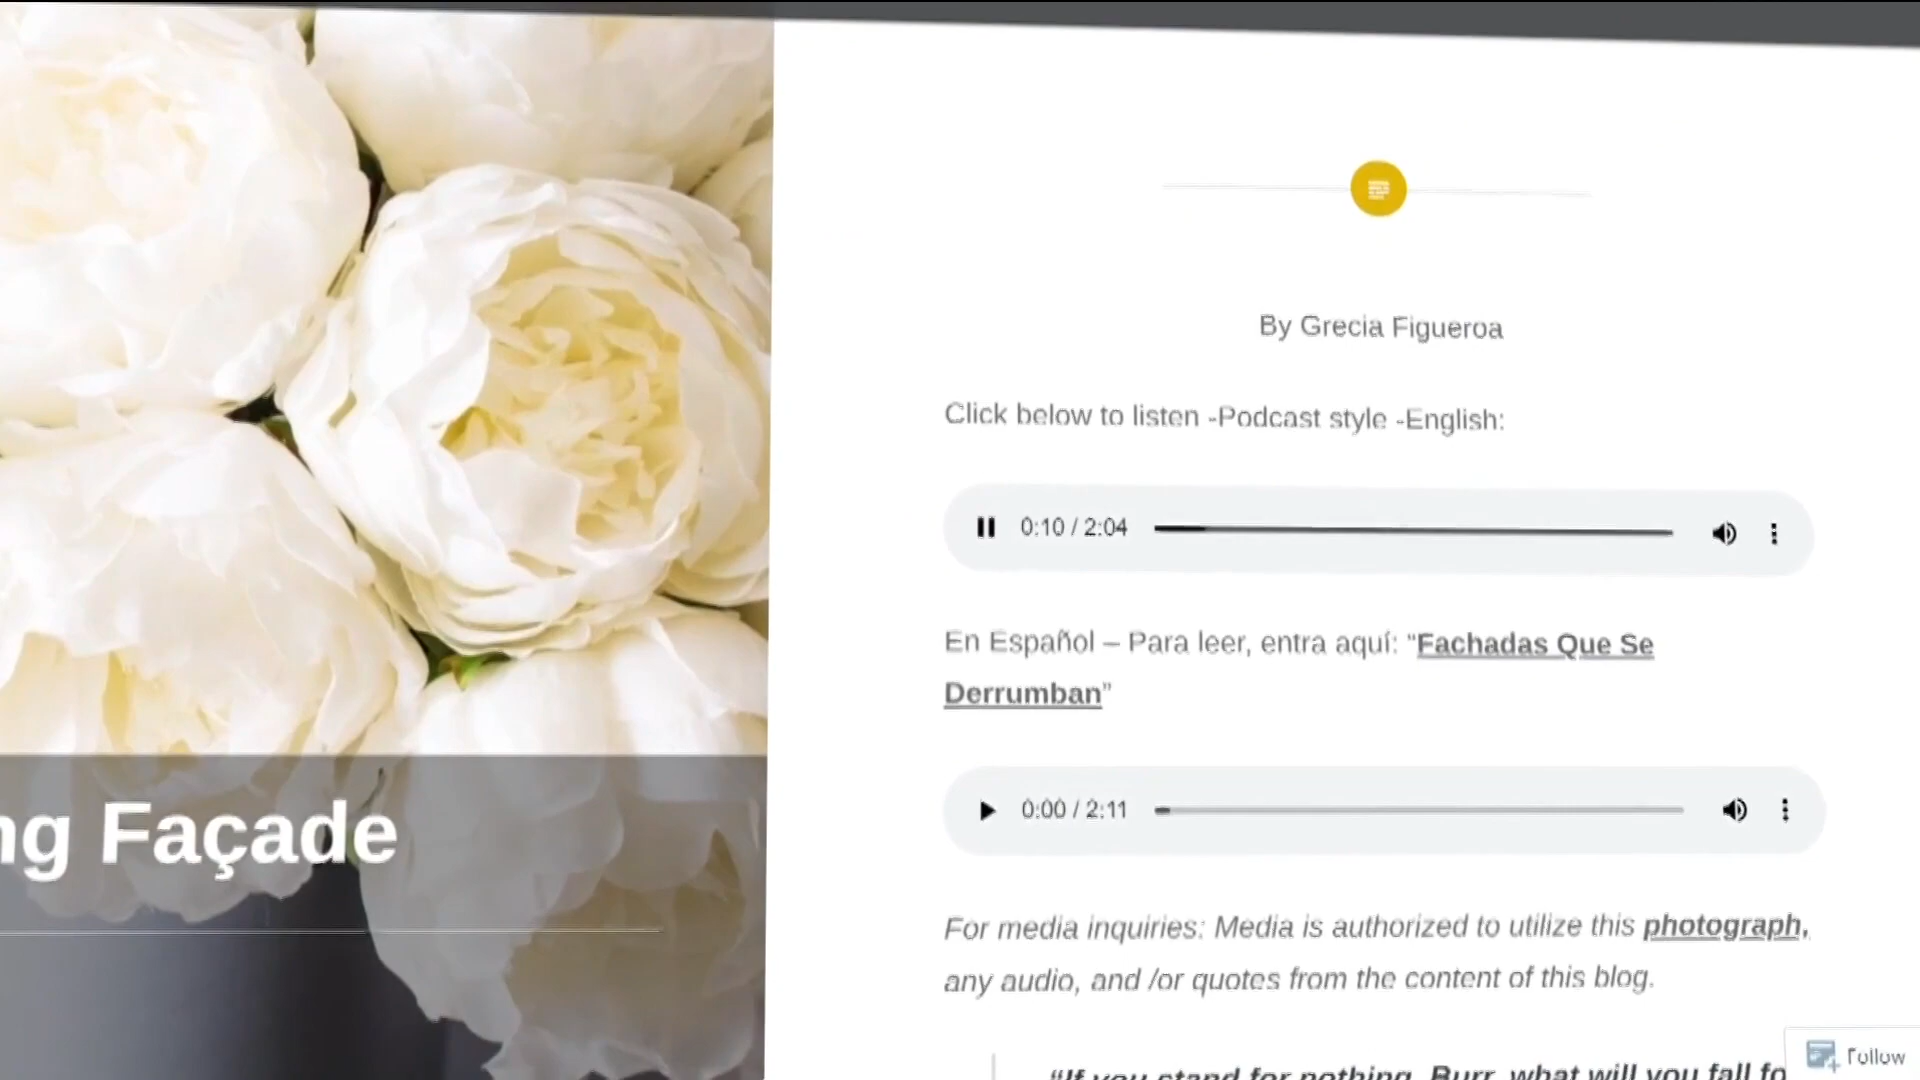 ng Façade
By Grecia Figueroa
Click below to listen -Podcast style -English:
0:10 / 2:04
En Español – Para leer, entra aquí: “Fachadas Que Se
Derrumban”
0:00 / 2:11
For media inquiries: Media is authorized to utilize this photograph,
any audio, and /or quotes from the content of this blog.
“If you stand for nothing, Burr, what will you fall fo
Follow